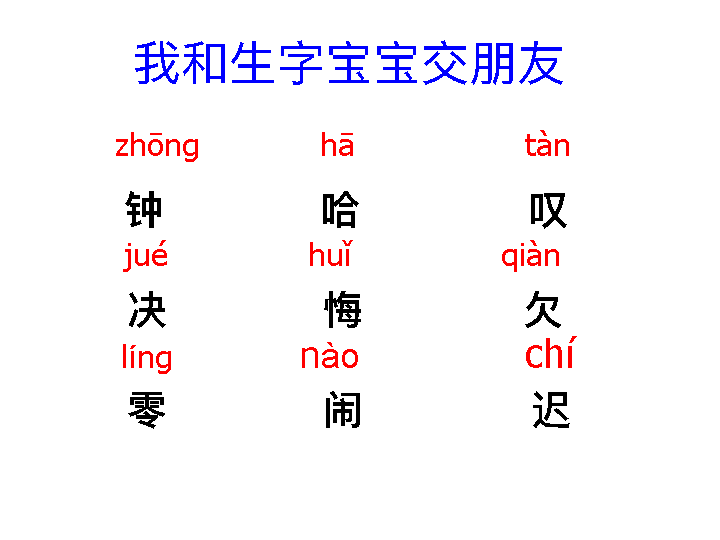 我和生字宝宝交朋友
zhōng hā tàn
钟 哈 叹
jué huǐ qiàn
决 悔 欠
líng nào chí
零 闹 迟